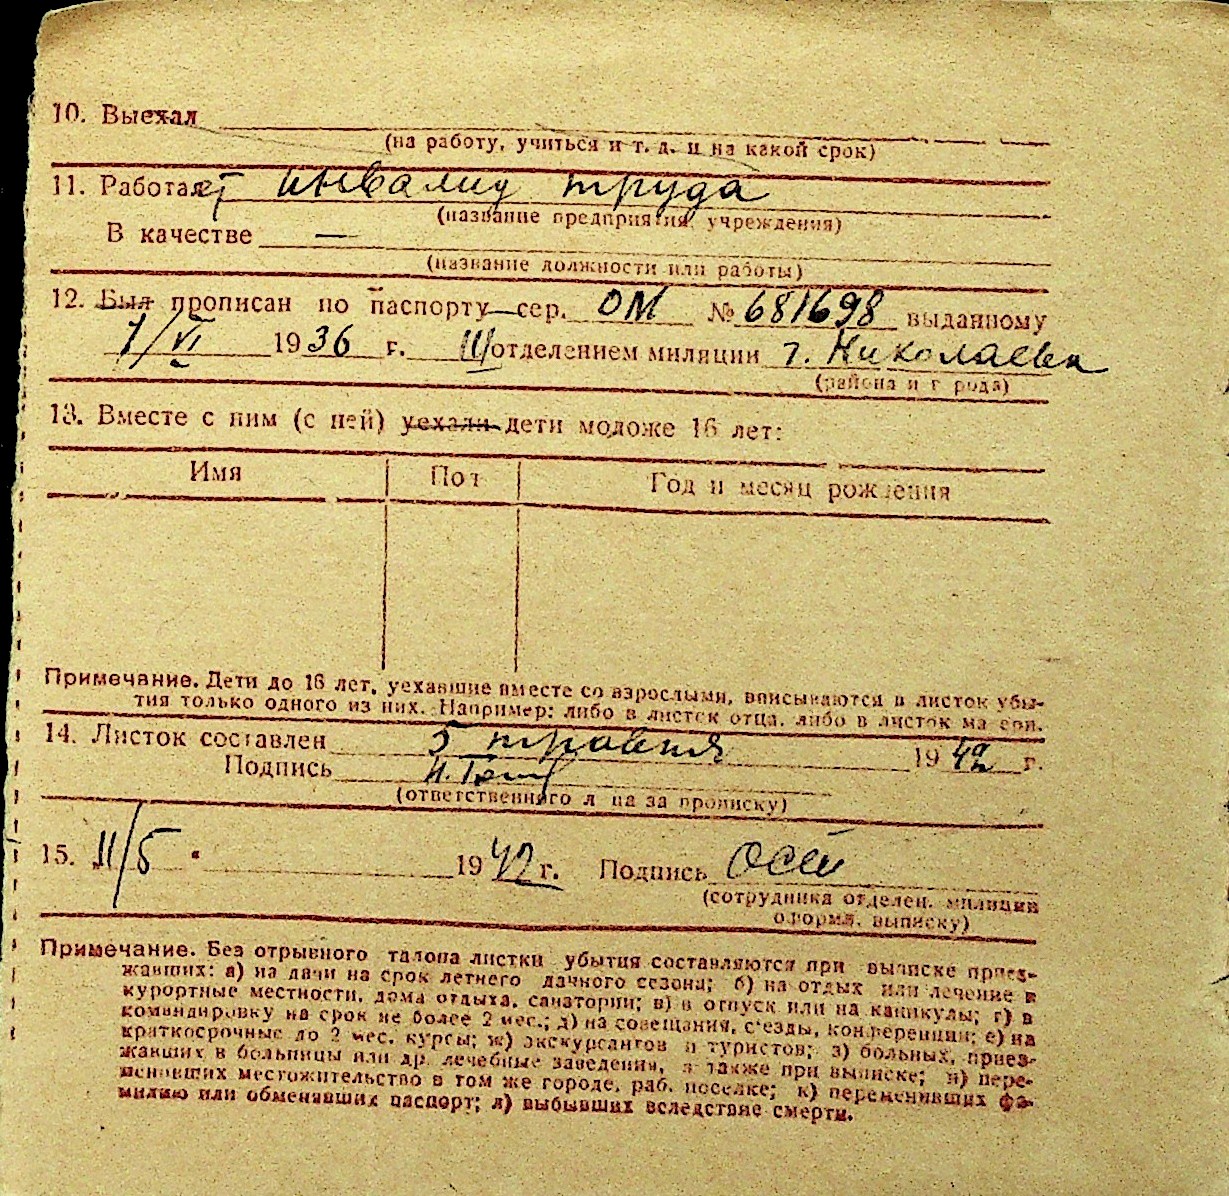 10. Выехал
(на работу, учиться и т. д. и на какой срок)
11. Работает инвалид труда
(название предприятия, учреждения)
В качестве —
(название должности или работы)
12. Был прописан по паспорту сер. ОМ № 681698 выданному
7/VI 1936 г. III отделением милиции г. Николаева
(района и города)
13. Вместе с ним (с ней) уехали дети моложе 16 лет:
Имя Пол Год и месяц рождения
Примечание. Дети до 16 лет, уехавшие вместе со взрослыми, вписываются в листок убы-
тия только одного из них. Например: либо в листок отца, либо в листок матери.
14. Листок составлен 5 травня 1942 г.
Подпись
(ответственного лица за прописку)
15. 11/5 1942 г. Подпись
(сотрудника отделен. милиции
оформл. выписку)
Примечание. Без отрывного талона листки убытия составляются при выписке приез-
жавших: а) на дачи на срок летнего дачного сезона; б) на отдых или лечение в
курортные местности, дома отдыха, санатории; в) в отпуск или на каникулы; г) в
командировку на срок не более 2 мес.; д) на совещания, с'езды, конференции; е) на
краткосрочные до 2 мес. курсы; ж) экскурсантов и туристов; з) больных, приез-
жавших в больницы или др. лечебные заведения, а также при выписке; и) пере-
менивших местожительство в том же городе, раб. поселке; к) переменивших фа-
милию или обменявших паспорт; л) выбывших вследствие смерти.